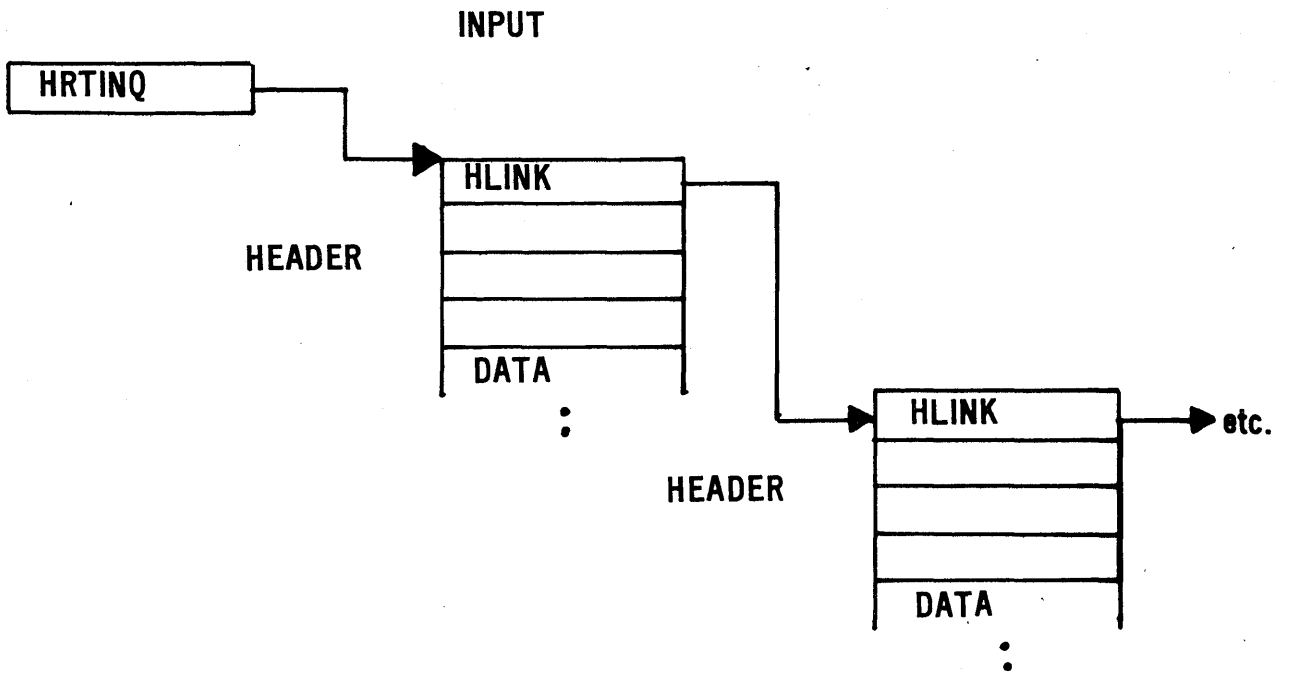 INPUT
HRTINQ
HLINK
HEADER
DATA
:
HLINK
etc.
HEADER
DATA
: